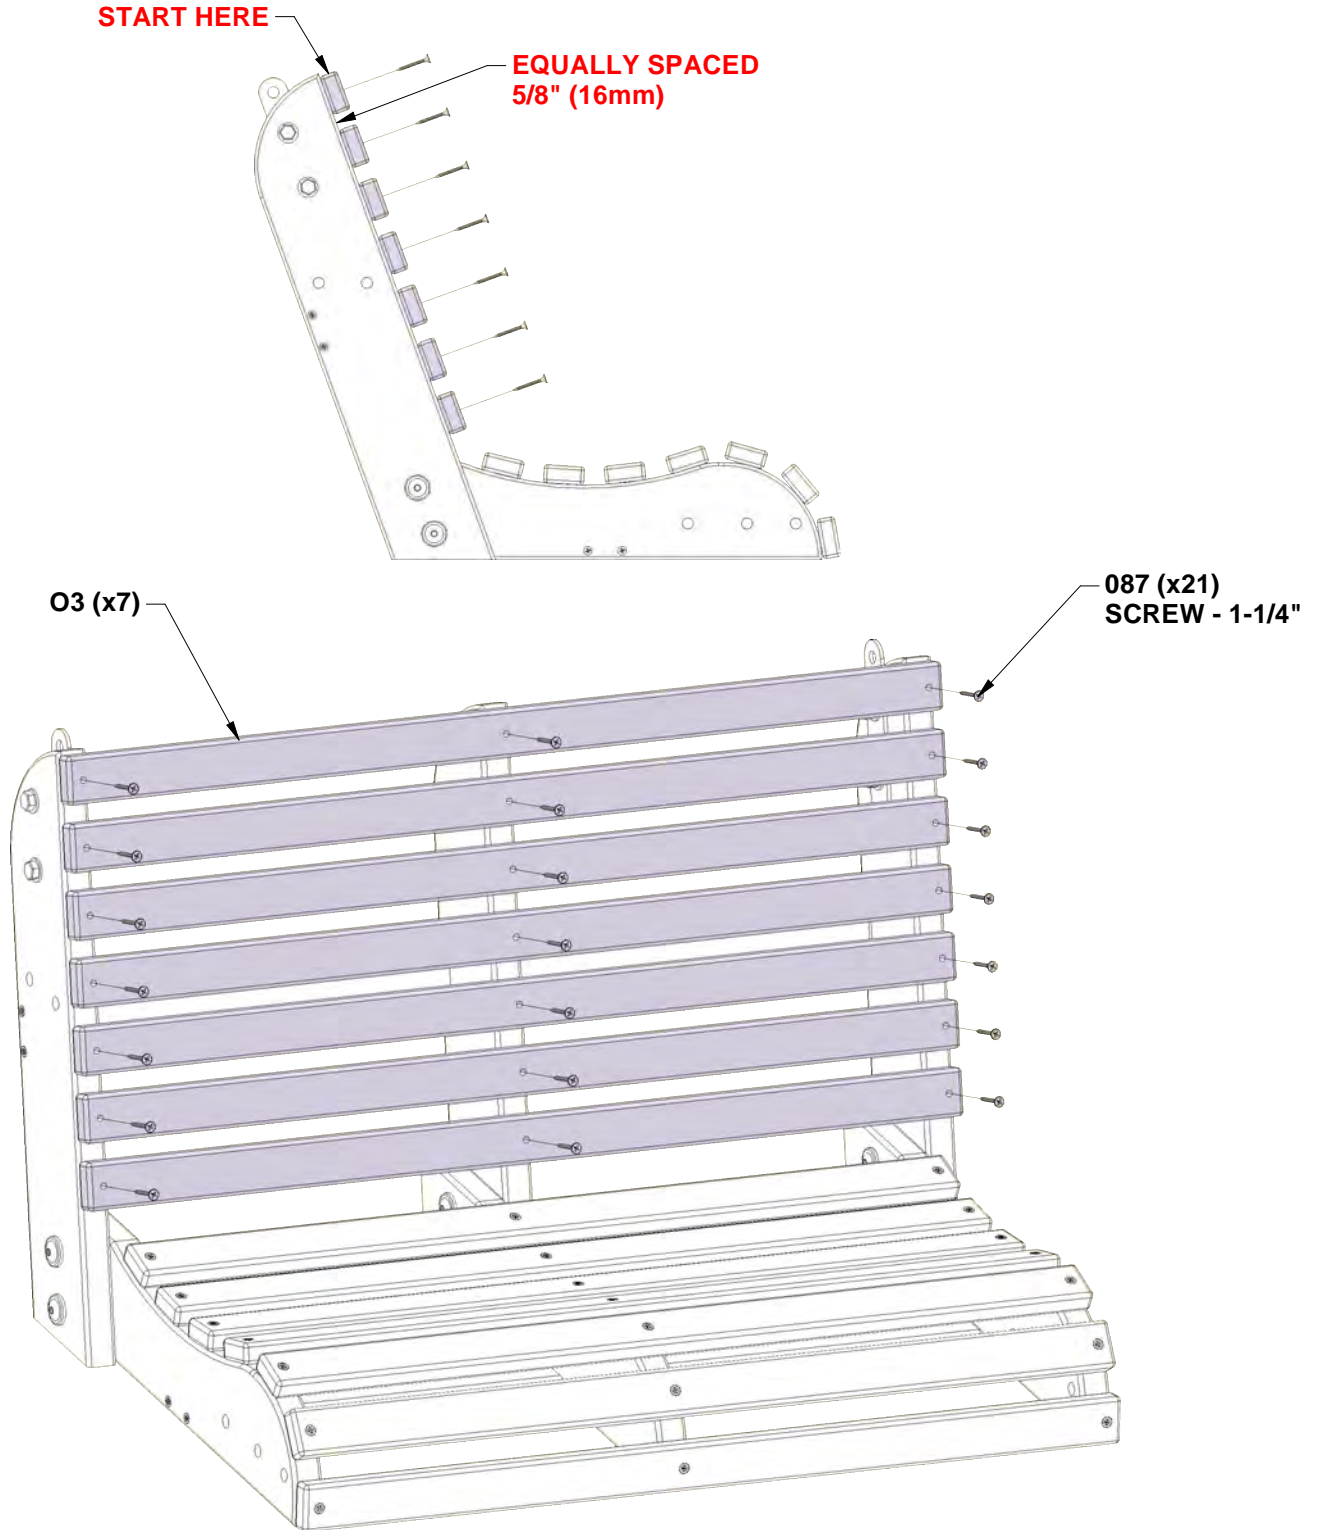 START HERE
EQUALLY SPACED
5/8" (16mm)
O3 (x7)
087 (x21)
SCREW - 1-1/4"